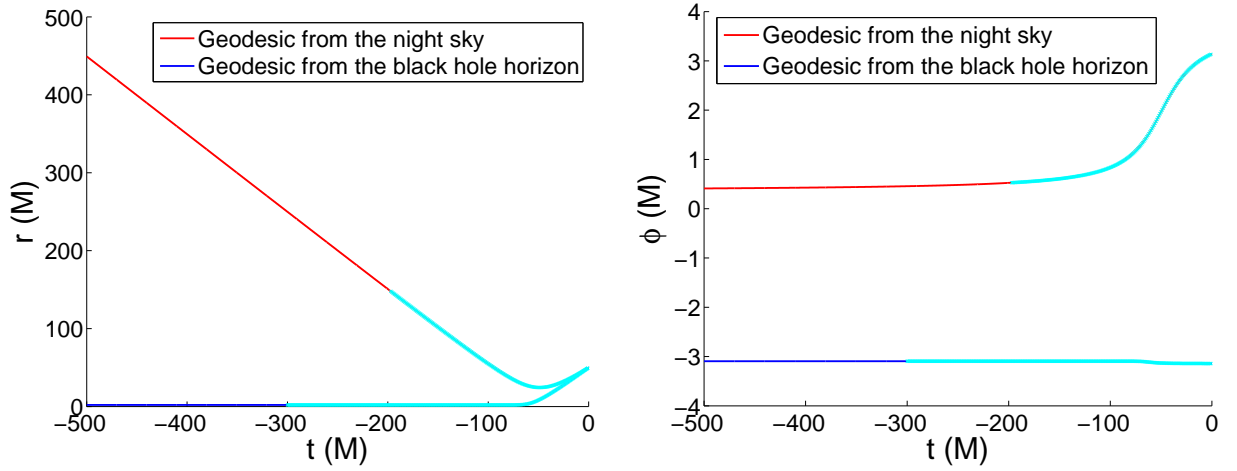 500
400
300
200
100
0
r (M)
−500 −400 −300 −200 −100 0
t (M)
Geodesic from the night sky
Geodesic from the black hole horizon
4
3
2
1
0
−1
−2
−3
−4
ϕ (M)
−500 −400 −300 −200 −100 0
t (M)
Geodesic from the night sky
Geodesic from the black hole horizon